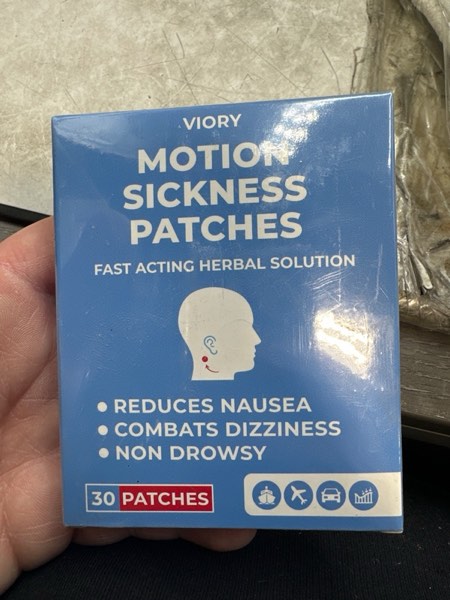 VIORY
MOTION
SICKNESS
PATCHES
FAST ACTING HERBAL SOLUTION
• REDUCES NAUSEA
• COMBATS DIZZINESS
• NON DROWSY
30 PATCHES